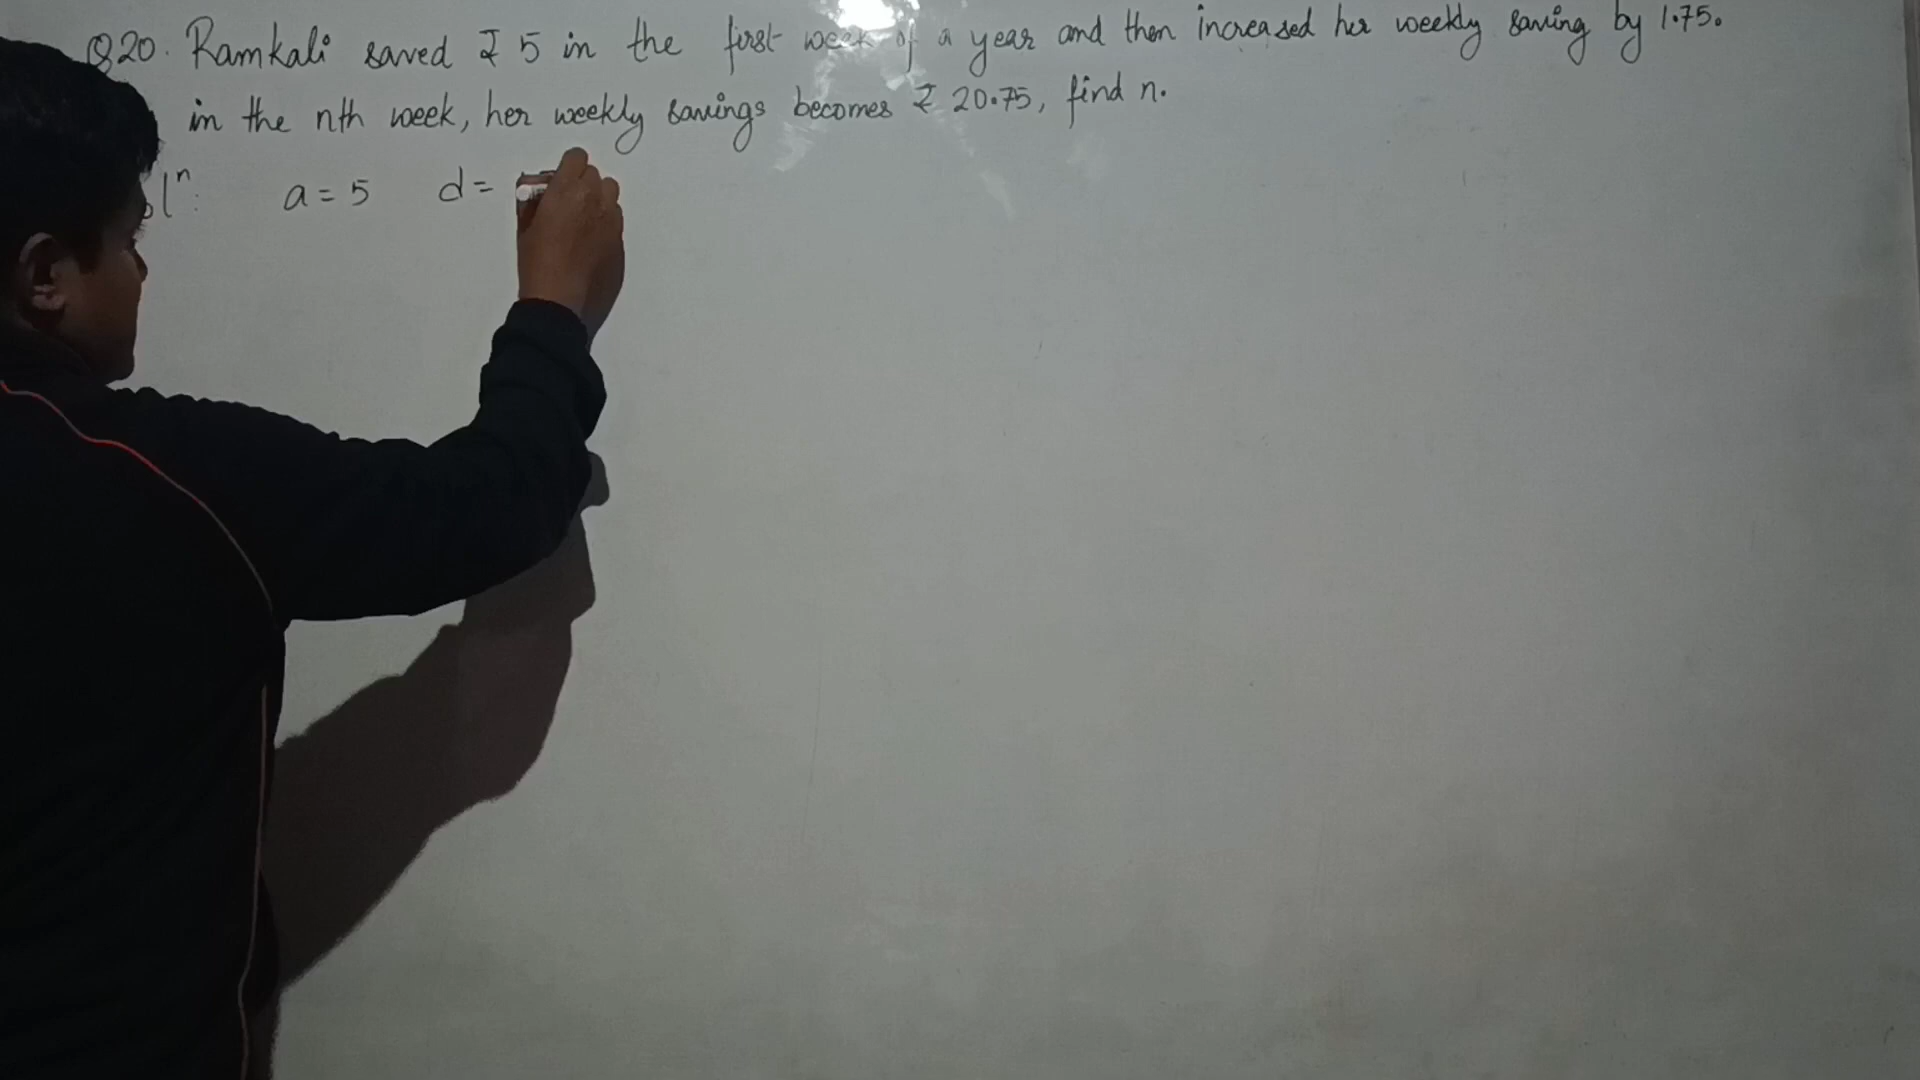 Q20. Ramkali saved ₹ 5 in the first week of a year and then increased her weekly saving by 1.75.
in the nth week, her weekly savings becomes ₹ 20.75, find n.
olⁿ: a = 5 d =